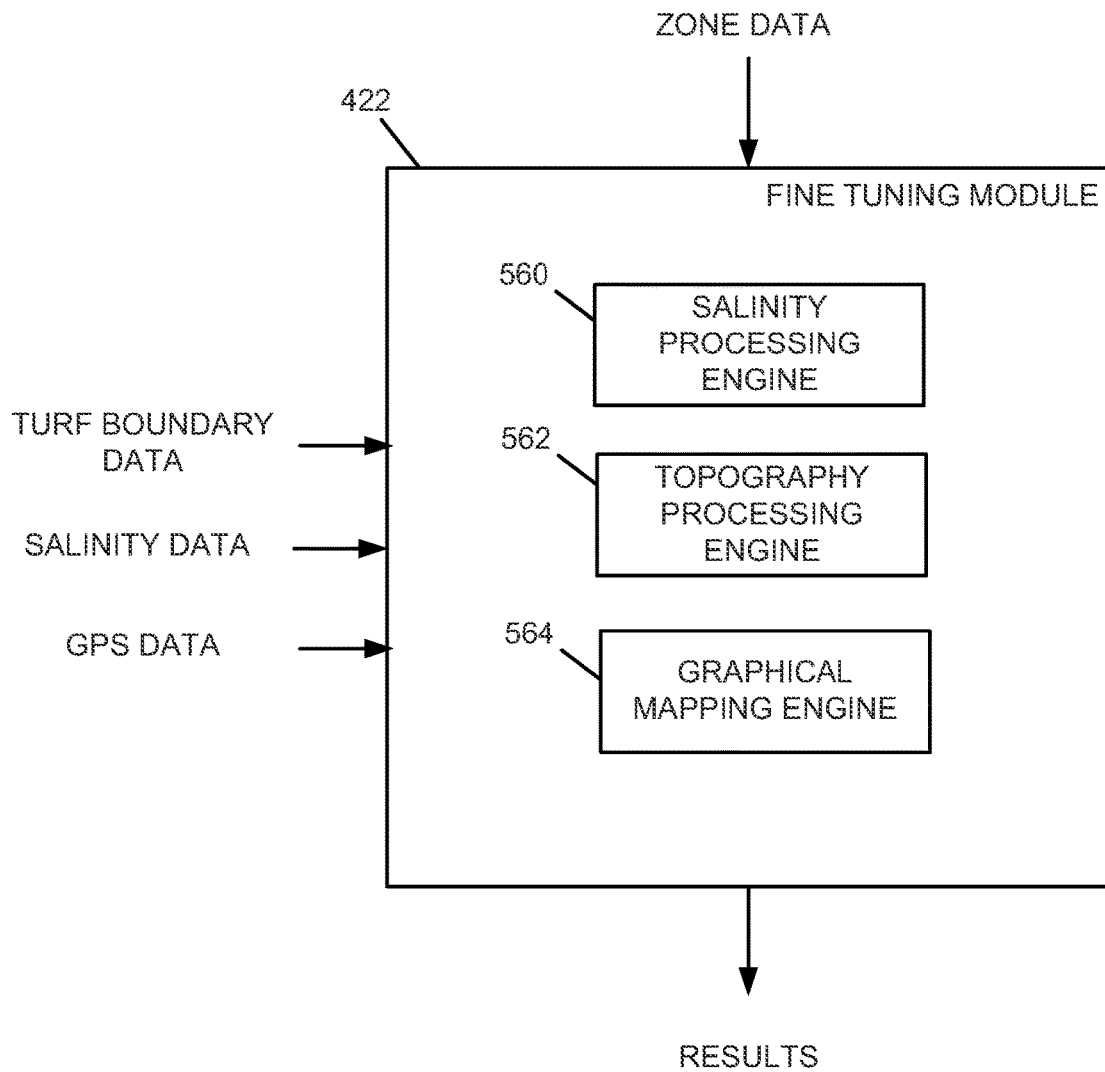 ZONE DATA
422
FINE TUNING MODULE
560
SALINITY
PROCESSING
ENGINE
TURF BOUNDARY
DATA
562
TOPOGRAPHY
PROCESSING
ENGINE
SALINITY DATA
GPS DATA
564
GRAPHICAL
MAPPING ENGINE
RESULTS